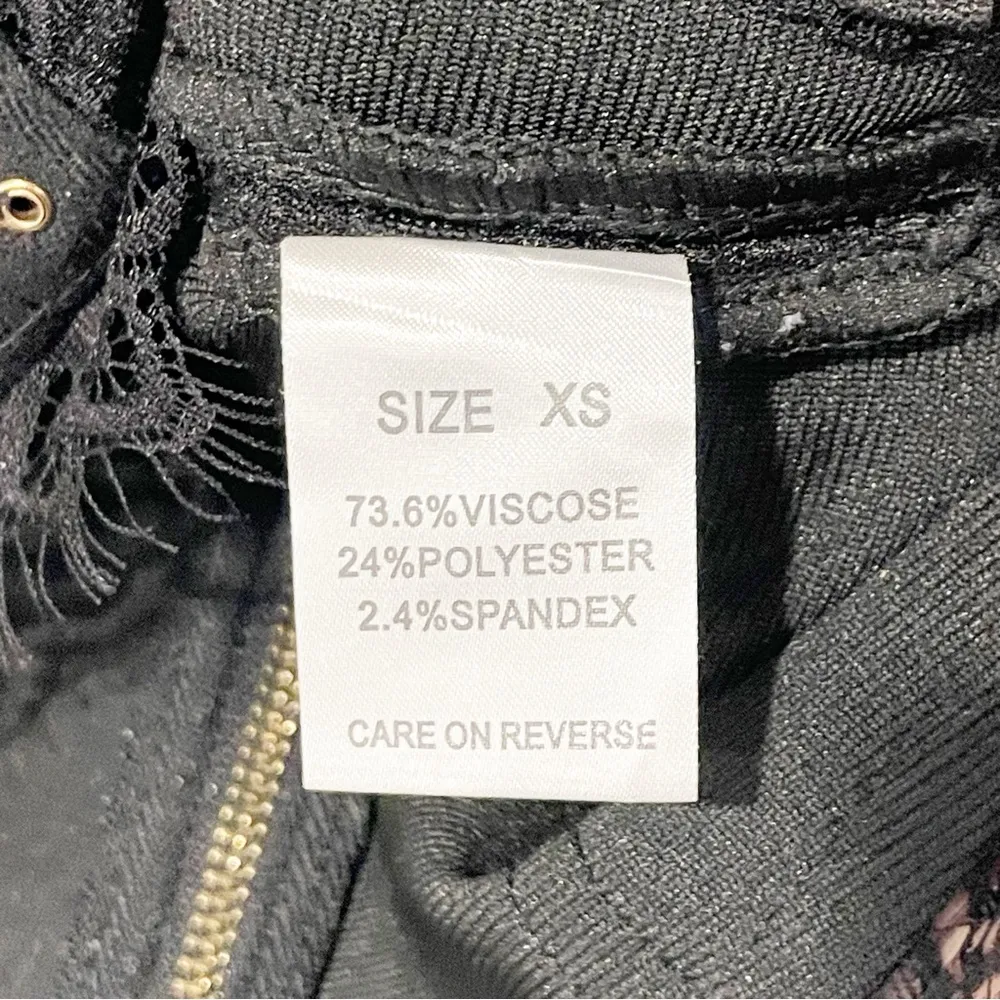 SIZE XS
73.6%VISCOSE
24%POLYESTER
2.4%SPANDEX
CARE ON REVERSE